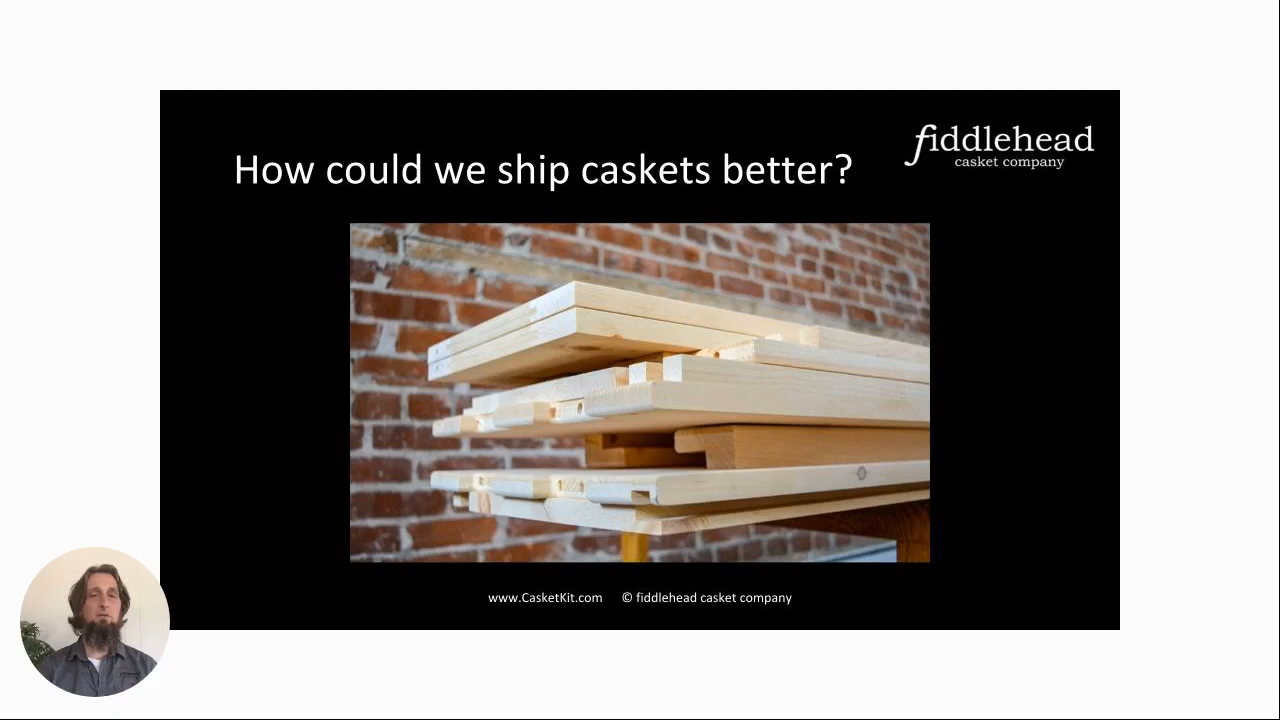 fiddlehead
casket company
How could we ship caskets better?
www.CasketKit.com © fiddlehead casket company